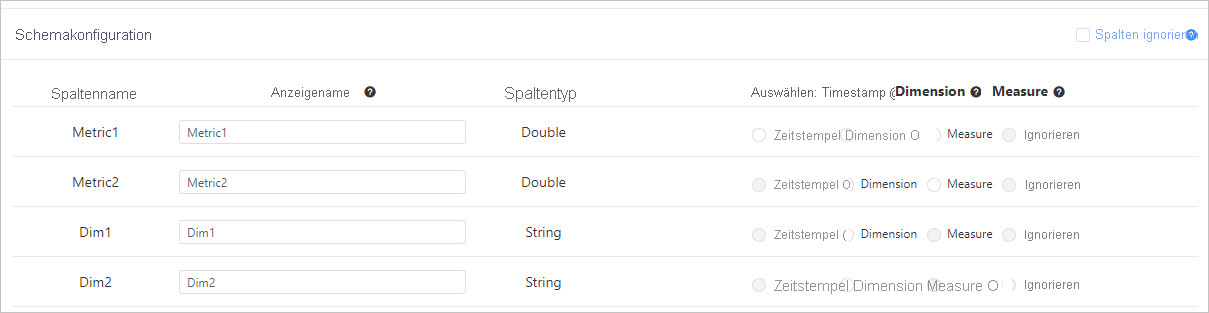 Schemakonfiguration Spalten ignorieren
Spaltenname Anzeigename Spaltentyp Auswählen: Timestamp Dimension Measure
Metric1 Metric1 Double Zeitstempel Dimension O Measure Ignorieren
Metric2 Metric2 Double Zeitstempel O Dimension Measure Ignorieren
Dim1 Dim1 String Zeitstempel ( Dimension Measure Ignorieren
Dim2 Dim2 String Zeitstempel Dimension Measure O Ignorieren